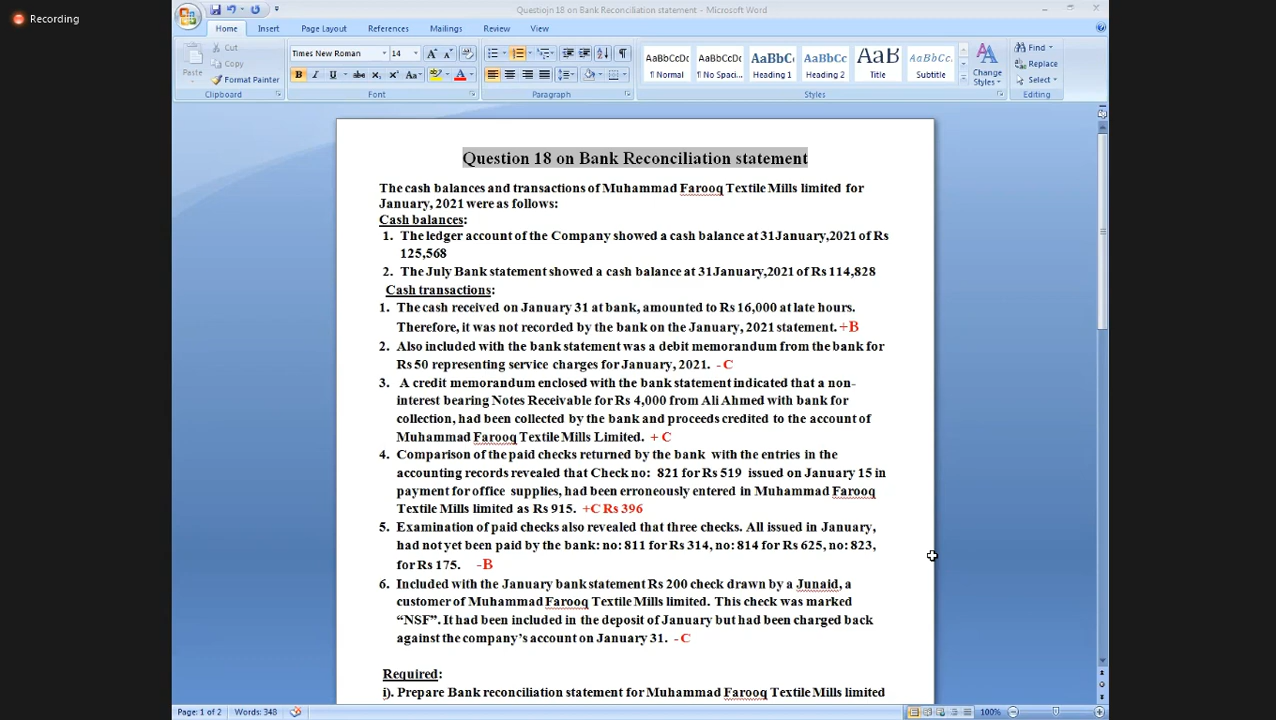 Recording
Questiojn 18 on Bank Reconciliation statement - Microsoft Word
Home Insert Page Layout References Mailings Review View
Paste Cut Copy Format Painter Clipboard
Times New Roman 14 Font
Paragraph
AaBbCcDc ¶ Normal AaBbCcDc ¶ No Spaci... AaBbC Heading 1 AaBbCc Heading 2 AaB Title AaBbCcDc Subtitle Change Styles Styles
Find Replace Select Editing
Question 18 on Bank Reconciliation statement
The cash balances and transactions of Muhammad Farooq Textile Mills limited for
January, 2021 were as follows:
Cash balances:
1. The ledger account of the Company showed a cash balance at 31January,2021 of Rs
125,568
2. The July Bank statement showed a cash balance at 31January,2021 of Rs 114,828
Cash transactions:
1. The cash received on January 31 at bank, amounted to Rs 16,000 at late hours.
Therefore, it was not recorded by the bank on the January, 2021 statement. +B
2. Also included with the bank statement was a debit memorandum from the bank for
Rs 50 representing service charges for January, 2021. - C
3. A credit memorandum enclosed with the bank statement indicated that a non-
interest bearing Notes Receivable for Rs 4,000 from Ali Ahmed with bank for
collection, had been collected by the bank and proceeds credited to the account of
Muhammad Farooq Textile Mills Limited. + C
4. Comparison of the paid checks returned by the bank with the entries in the
accounting records revealed that Check no: 821 for Rs 519 issued on January 15 in
payment for office supplies, had been erroneously entered in Muhammad Farooq
Textile Mills limited as Rs 915. +C Rs 396
5. Examination of paid checks also revealed that three checks. All issued in January,
had not yet been paid by the bank: no: 811 for Rs 314, no: 814 for Rs 625, no: 823,
for Rs 175. -B
6. Included with the January bank statement Rs 200 check drawn by a Junaid, a
customer of Muhammad Farooq Textile Mills limited. This check was marked
“NSF”. It had been included in the deposit of January but had been charged back
against the company’s account on January 31. - C
Required:
i). Prepare Bank reconciliation statement for Muhammad Farooq Textile Mills limited
Page: 1 of 2 Words: 348 100%